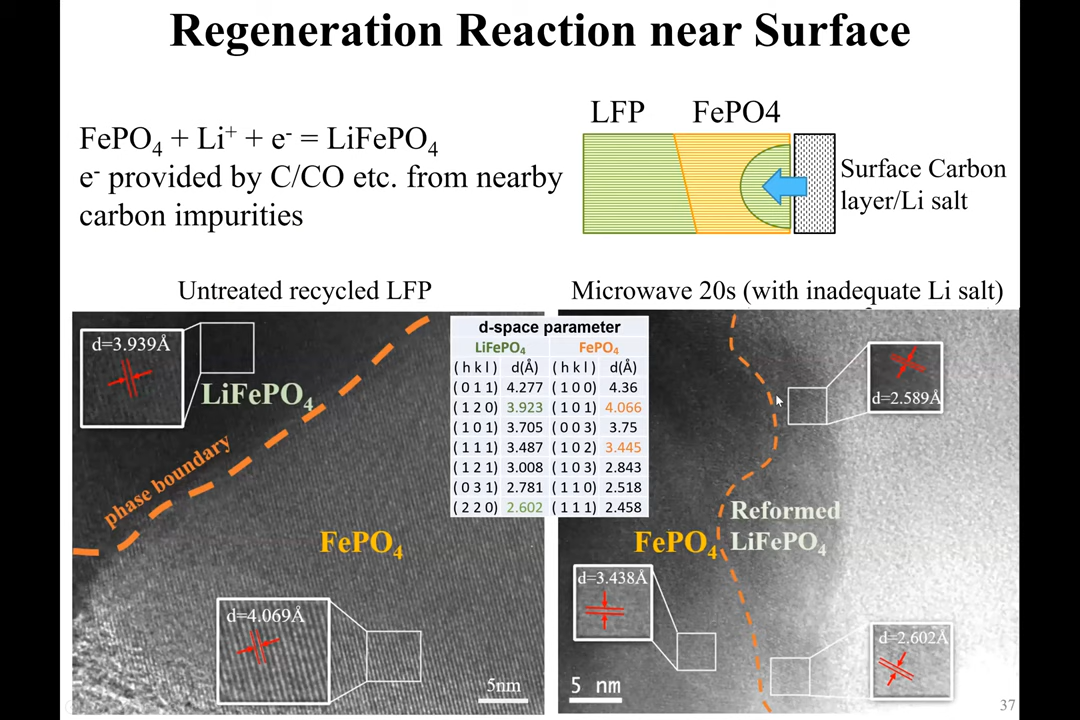 Regeneration Reaction near Surface
FePO4 + Li+ + e- = LiFePO4
e- provided by C/CO etc. from nearby
carbon impurities
LFP
FePO4
Surface Carbon
layer/Li salt
Untreated recycled LFP
d=3.939Å
LiFePO4
phase boundary
FePO4
d=4.069Å
5nm
d-space parameter
LiFePO4 FePO4
( h k l ) d(Å) ( h k l ) d(Å)
( 0 1 1) 4.277 ( 1 0 0) 4.36
( 1 2 0) 3.923 ( 1 0 1) 4.066
( 1 0 1) 3.705 ( 0 0 3) 3.75
( 1 1 1) 3.487 ( 1 0 2) 3.445
( 1 2 1) 3.008 ( 1 0 3) 2.843
( 0 3 1) 2.781 ( 1 1 0) 2.518
( 2 2 0) 2.602 ( 1 1 1) 2.458
Microwave 20s (with inadequate Li salt)
d=2.589Å
Reformed
FePO4 LiFePO4
d=3.438Å
d=2.602Å
5 nm
37